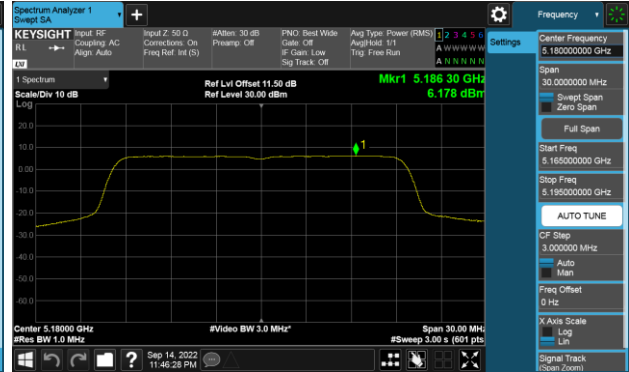 Spectrum Analyzer 1
Swept SA
+
Frequency
KEYSIGHT Input: RF Input Z: 50 Ω #Atten: 30 dB PNO: Best Wide Avg Type: Power (RMS) 1 2 3 4 5 6
RL Coupling: AC Corrections: On Preamp: Off Gate: Off Avg|Hold: 1/1 A W W W W W
Align: Auto Freq Ref: Int (S) IF Gain: Low Trig: Free Run
Sig Track: Off A N N N N N
LXI
1 Spectrum
Scale/Div 10 dB
Ref Lvl Offset 11.50 dB
Ref Level 30.00 dBm
Mkr1 5.186 30 GHz
6.178 dBm
Log
20.0
10.0
0.00
-10.0
-20.0
-30.0
-40.0
-50.0
-60.0
1
Center 5.18000 GHz #Video BW 3.0 MHz* Span 30.00 MHz
#Res BW 1.0 MHz #Sweep 3.00 s (601 pts)
?
Sep 14, 2022
11:46:28 PM
Settings
Center Frequency
5.180000000 GHz
Span
30.0000000 MHz
Swept Span
Zero Span
Full Span
Start Freq
5.165000000 GHz
Stop Freq
5.195000000 GHz
AUTO TUNE
CF Step
3.000000 MHz
Auto
Man
Freq Offset
0 Hz
X Axis Scale
Log
Lin
Signal Track
(Span Zoom)